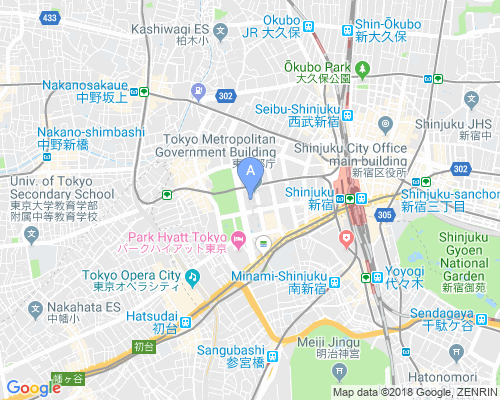 433
Okubo
JR 大久保
Shin-Ōkubo
新大久保
Kashiwagi ES
柏木小
Ōkubo Park
大久保公園
Nakanosakaue
中野坂上
302
Seibu-Shinjuku
西武新宿
Nakano-shimbashi
中野新橋
Tokyo Metropolitan
Government Building
Shinjuku City Office
main building
新宿区役所
Shinjuku JHS
新宿中
302
A
Univ. of Tokyo
Secondary School
東京大学教育学部
附属中等教育学校
Shinjuku
新宿
Shinjuku-sanchom
新宿三丁目
305
Park Hyatt Tokyo
パークハイアット東京
Shinjuku
Gyoen
National
Garden
新宿御苑
Tokyo Opera City
東京オペラシティ
Minami-Shinjuku
南新宿
Yoyogi
代々木
Nakahata ES
中幡小
Hatsudai
初台
初台
Sendagaya
千駄ケ谷
Sangubashi
参宮橋
Meiji Jingu
明治神宮
Hatonomori
幡ヶ谷
Google
Map data ©2018 Google, ZENRIN